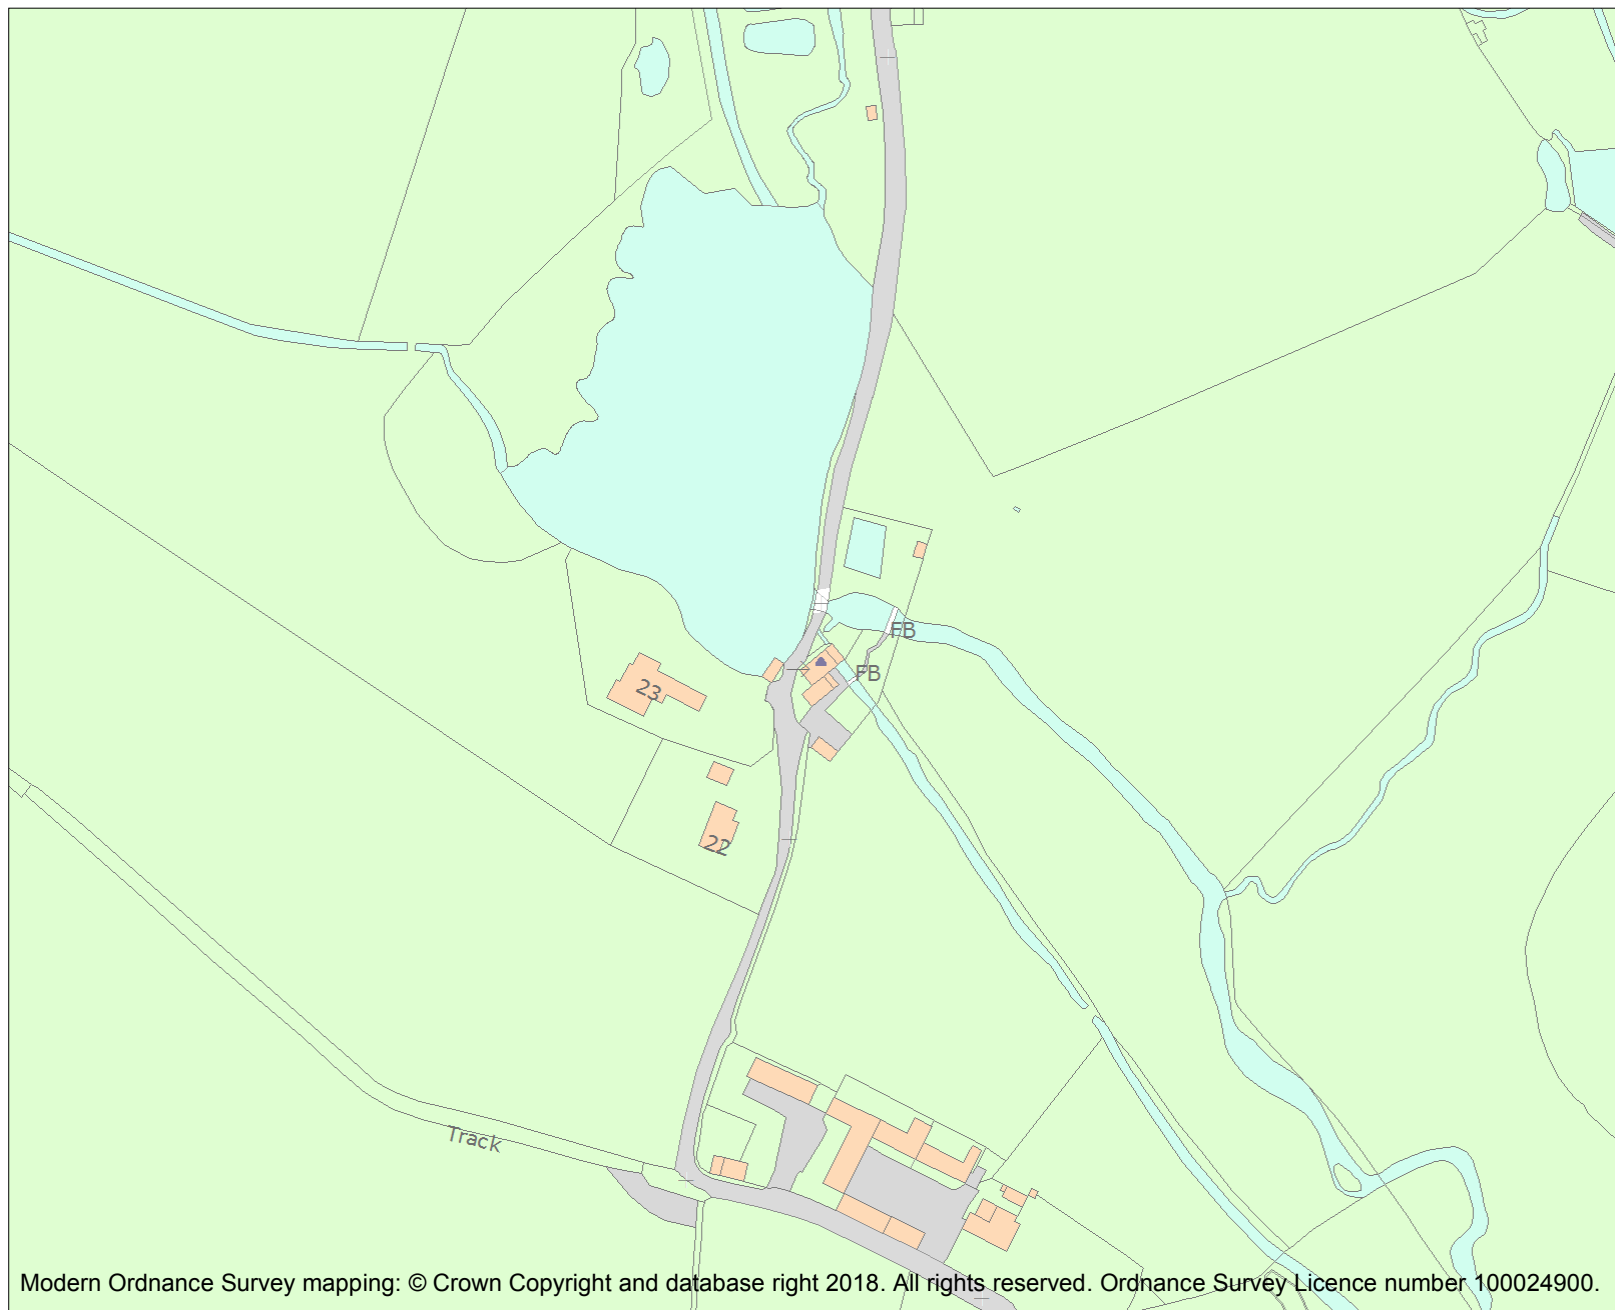 FB
FB
23
22
Track
Modern Ordnance Survey mapping: © Crown Copyright and database right 2018. All rights reserved. Ordnance Survey Licence number 100024900.